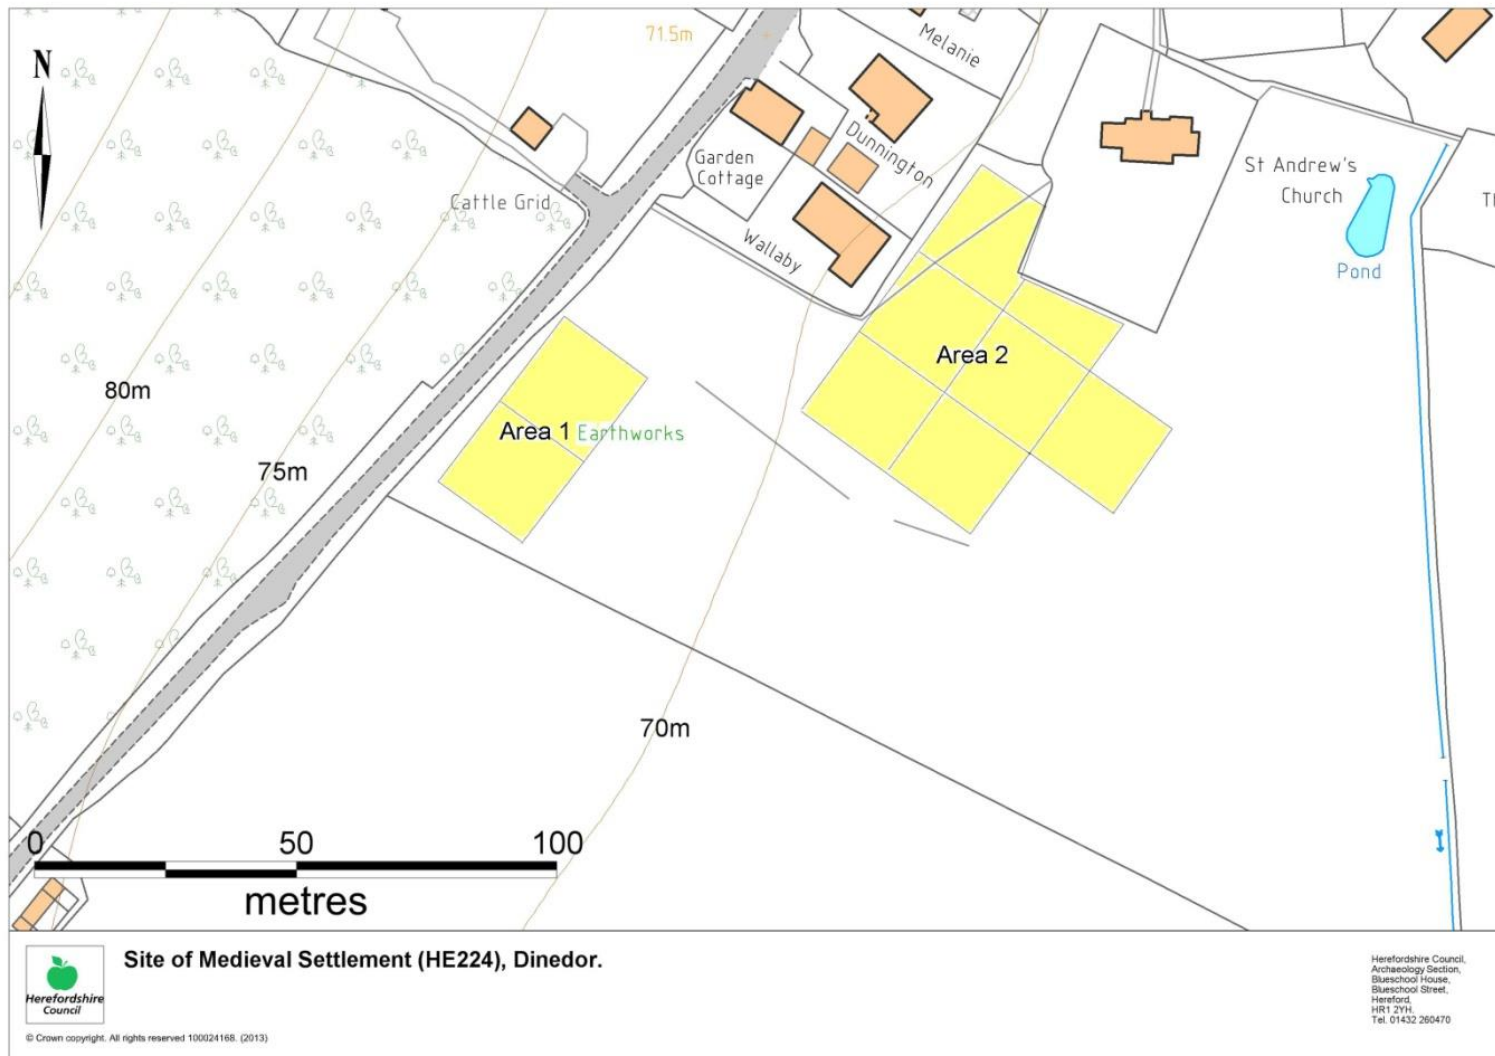 N
71.5m
Melanie
Dunnington
Garden
Cottage
Wallaby
Cattle Grid
St Andrew's
Church
Pond
Area 2
Area 1
Earthworks
80m
75m
70m
0 50 100
metres
Site of Medieval Settlement (HE224), Dinedor.
Herefordshire
Council
© Crown copyright. All rights reserved 100024168. (2013)
Herefordshire Council,
Archaeology Section,
Blueschool House,
Blueschool Street,
Hereford,
HR1 2YH.
Tel. 01432 260470